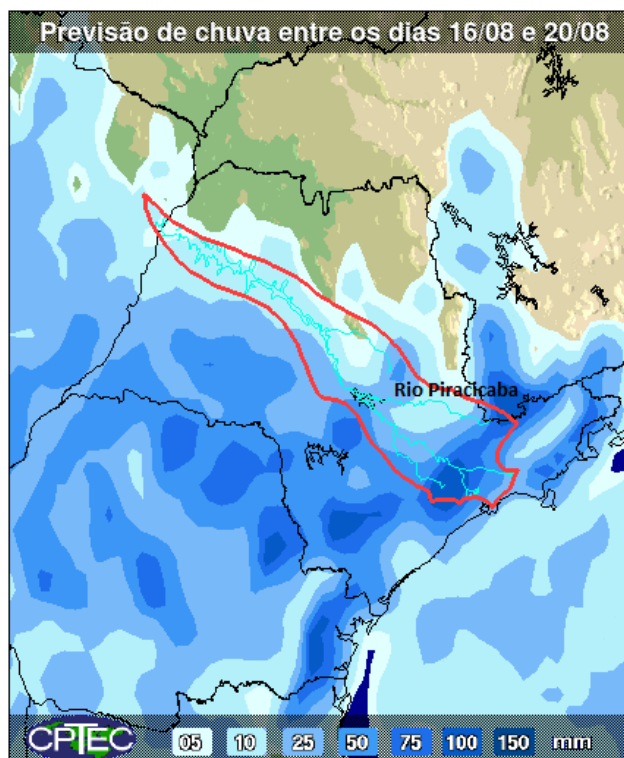 Previsão de chuva entre os dias 16/08 e 20/08
Rio Piracicaba
CPTEC 05 10 25 50 75 100 150 mm